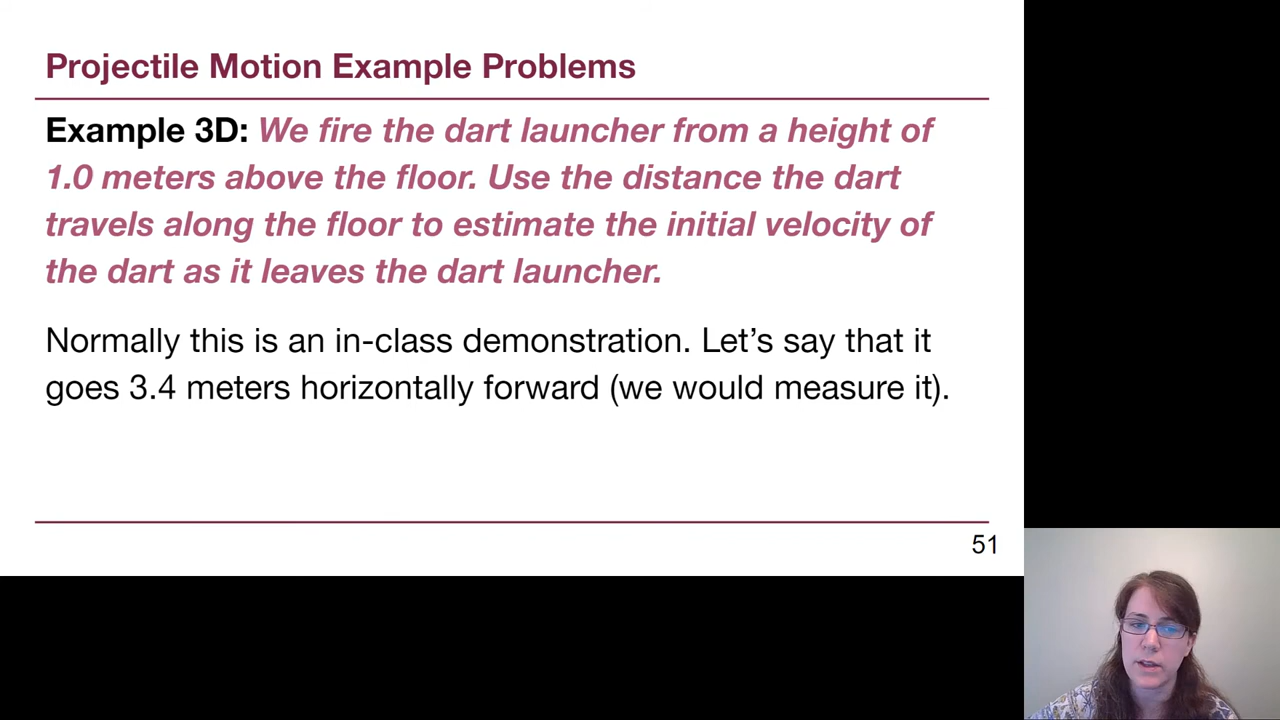 Projectile Motion Example Problems
Example 3D: We fire the dart launcher from a height of
1.0 meters above the floor. Use the distance the dart
travels along the floor to estimate the initial velocity of
the dart as it leaves the dart launcher.
Normally this is an in-class demonstration. Let’s say that it
goes 3.4 meters horizontally forward (we would measure it).
51